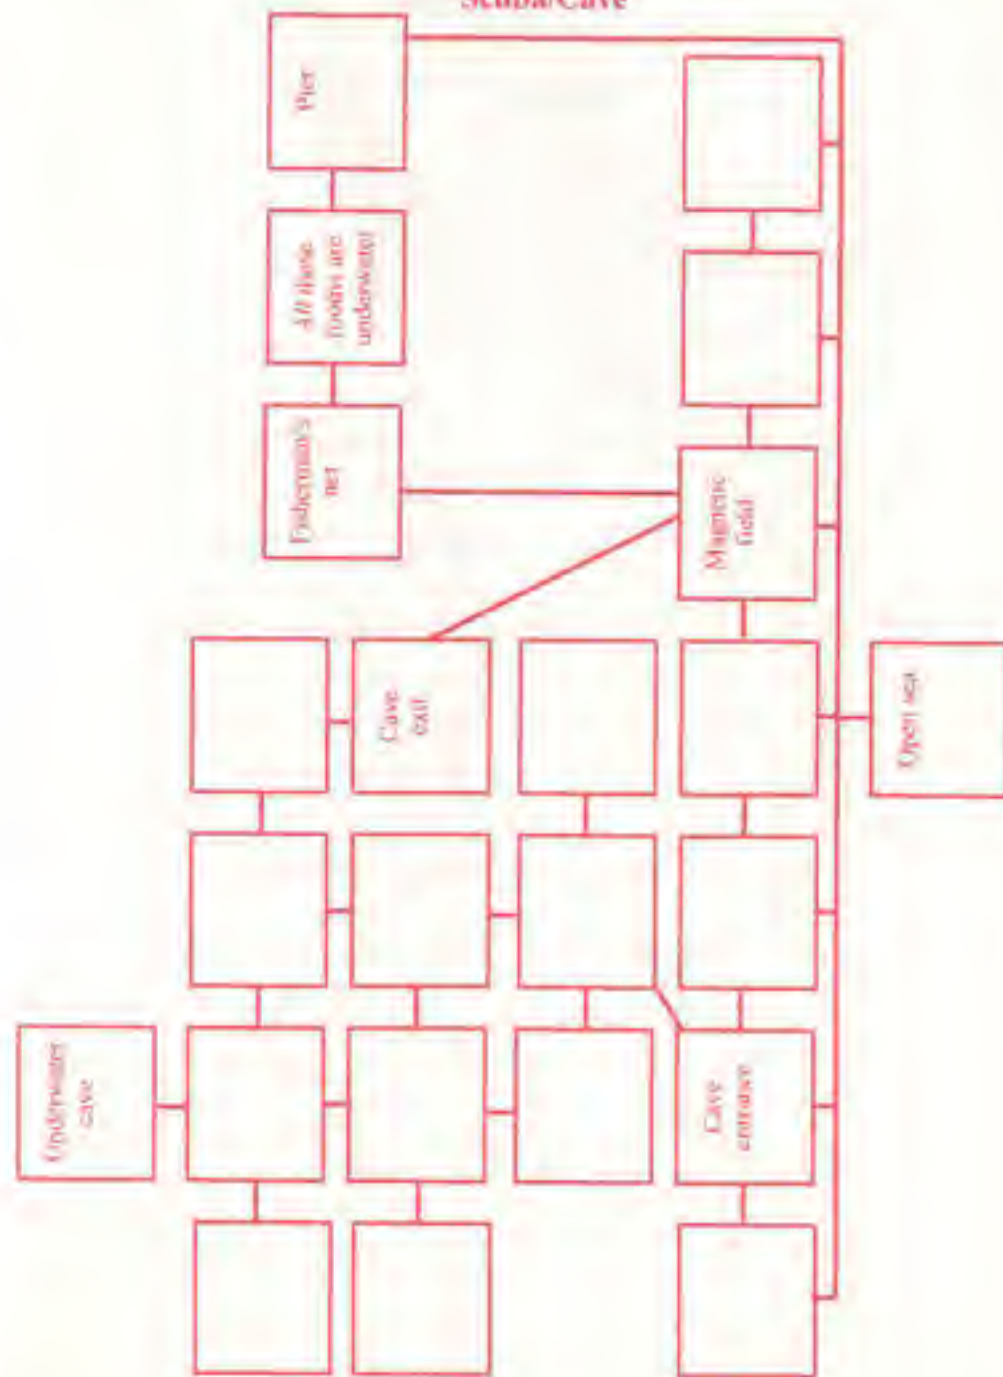 Scuba/Cave
Pier
All these
rooms are
underwater
Fisherman's
net
Magnetic
field
Cave
exit
Open sea
Underwater
cave
Cave
entrance